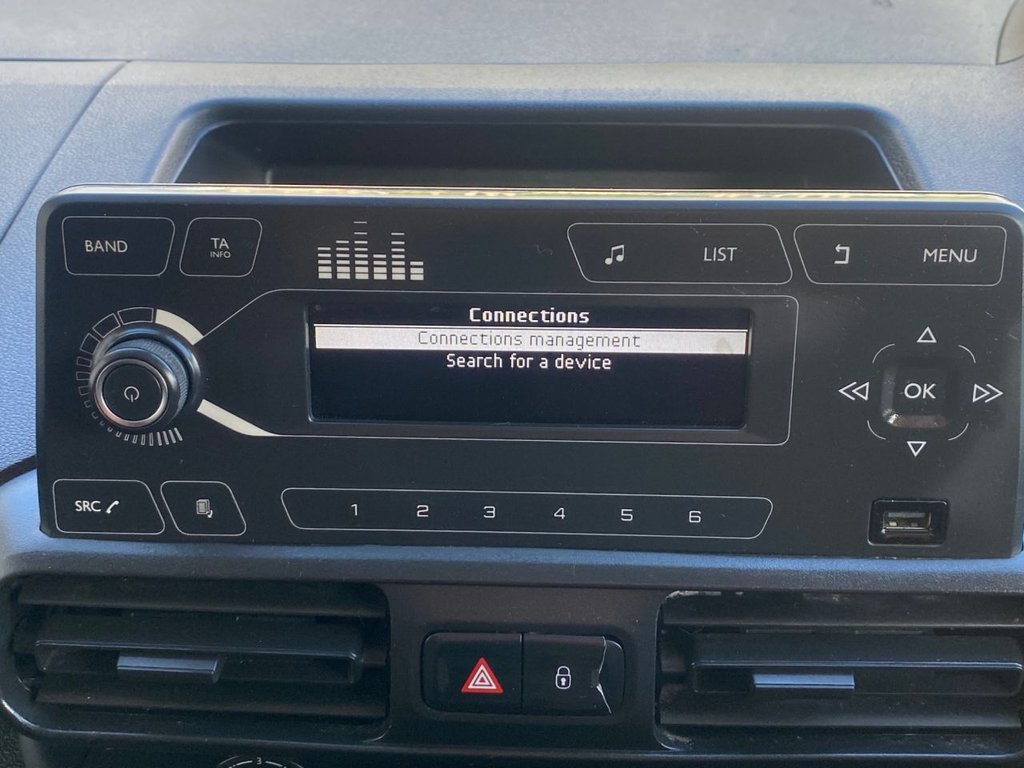 BAND
TA
INFO
LIST
MENU
Connections
Connections management
Search for a device
OK
SRC
1 2 3 4 5 6
3